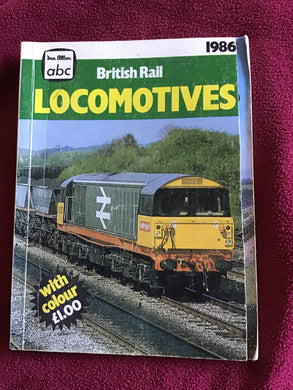 1986
Ian Allan
abc
British Rail
LOCOMOTIVES
with
colour
£1.00